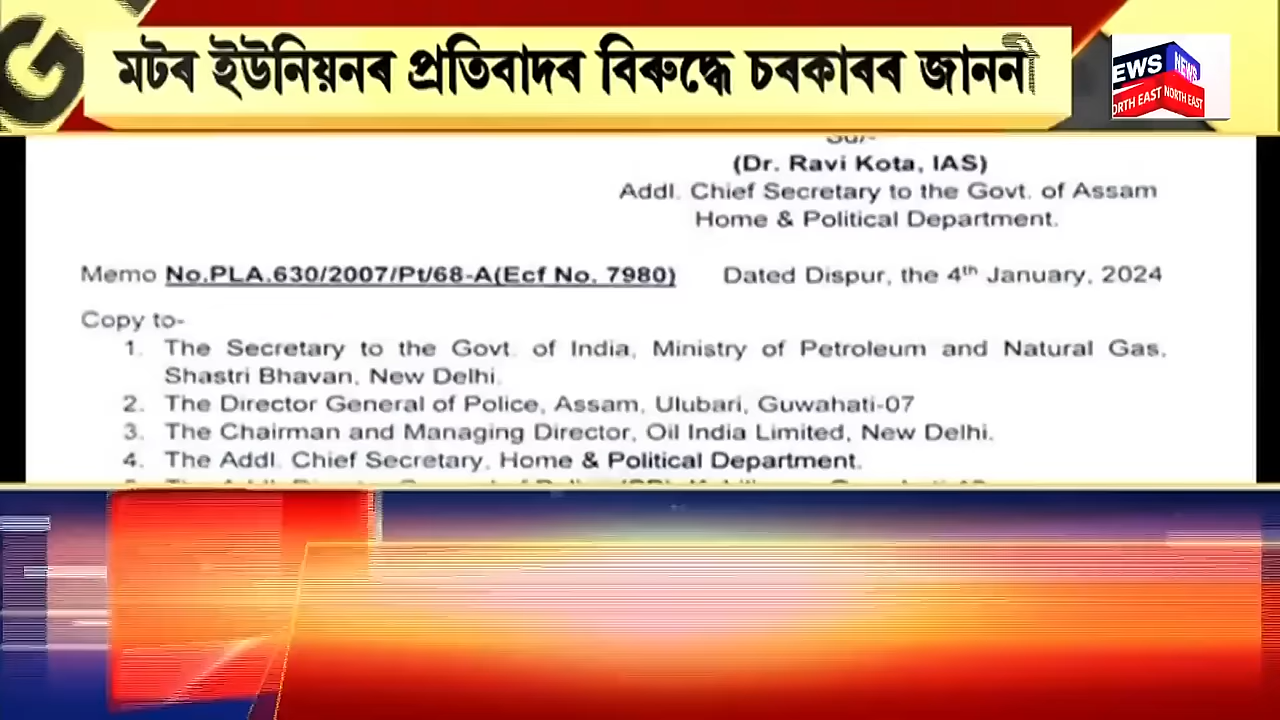 মটৰ ইউনিয়নৰ প্ৰতিবাদৰ বিৰুদ্ধে চৰকাৰৰ জাননী
EWS NEWS
ORTH EAST NORTH EAST
Sd/-
(Dr. Ravi Kota, IAS)
Addl. Chief Secretary to the Govt. of Assam
Home & Political Department.
Memo No.PLA.630/2007/Pt/68-A(Ecf No. 7980) Dated Dispur, the 4th January, 2024
Copy to-
1. The Secretary to the Govt. of India, Ministry of Petroleum and Natural Gas,
Shastri Bhavan, New Delhi.
2. The Director General of Police, Assam, Ulubari, Guwahati-07
3. The Chairman and Managing Director, Oil India Limited, New Delhi.
4. The Addl. Chief Secretary, Home & Political Department.